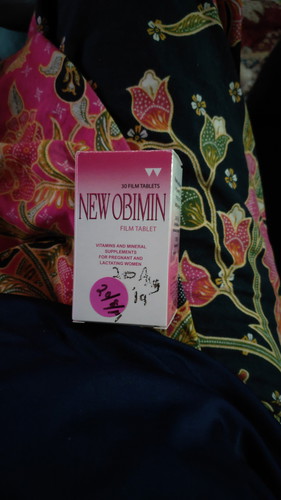 30 FILM TABLETS
NEW OBIMIN
FILM TABLET
VITAMINS AND MINERAL
SUPPLEMENTS
FOR PREGNANT AND
LACTATING WOMEN